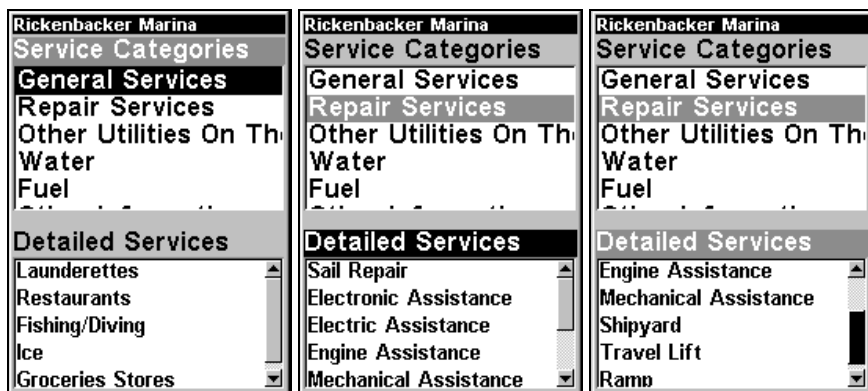 Rickenbacker Marina
Service Categories
General Services
Repair Services
Other Utilities On The
Water
Fuel
Detailed Services
Launderettes
Restaurants
Fishing/Diving
Ice
Groceries Stores
Rickenbacker Marina
Service Categories
General Services
Repair Services
Other Utilities On Th
Water
Fuel
Detailed Services
Sail Repair
Electronic Assistance
Electric Assistance
Engine Assistance
Mechanical Assistance
Rickenbacker Marina
Service Categories
General Services
Repair Services
Other Utilities On Th
Water
Fuel
Detailed Services
Engine Assistance
Mechanical Assistance
Shipyard
Travel Lift
Ramp